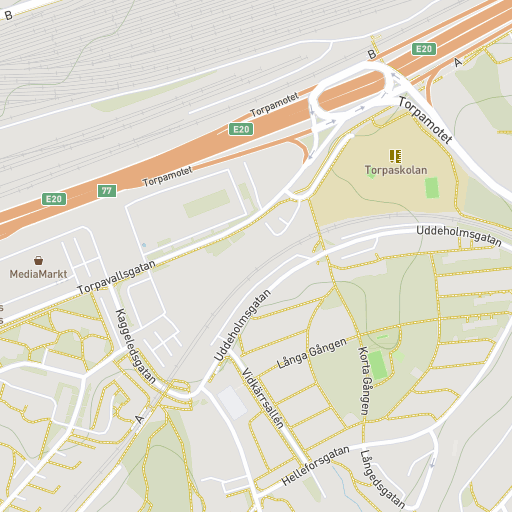 B
B
E20
A
Torpamotet
Torpamotet
E20
Torpaskolan
Torpamotet
77
E20
Uddeholmsgatan
MediaMarkt
Torpavallsgatan
s
s
Kaggeledsgatan
Uddeholmsgatan
Långa Gången
Korta Gången
Vidkärrsallén
A
Helleforsgatan
Långedsgatan